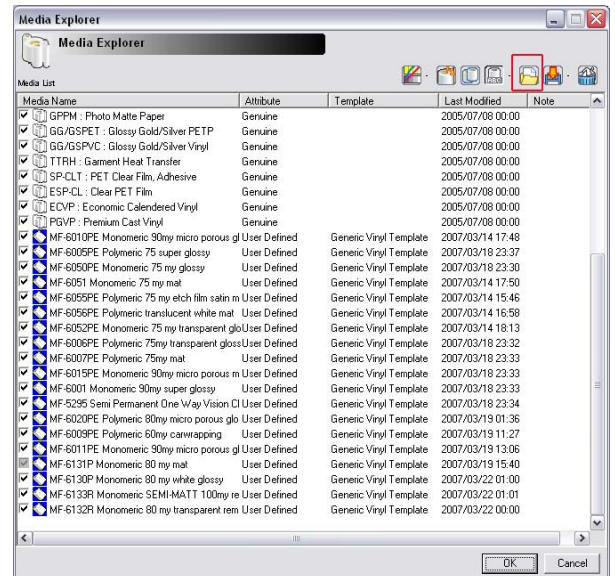 Media Explorer
Media Explorer
Media List
Media Name Attribute Template Last Modified Note
GPPM : Photo Matte Paper Genuine 2005/07/08 00:00
GG/GSPET : Glossy Gold/Silver PETP Genuine 2005/07/08 00:00
GG/GSPVC : Glossy Gold/Silver Vinyl Genuine 2005/07/08 00:00
TTRH : Garment Heat Transfer Genuine 2005/07/08 00:00
SP-CLT : PET Clear Film, Adhesive Genuine 2005/07/08 00:00
ESP-CL : Clear PET Film Genuine 2005/07/08 00:00
ECVP : Economic Calendered Vinyl Genuine 2005/07/08 00:00
PGVP : Premium Cast Vinyl Genuine 2005/07/08 00:00
MF-6010PE Monomeric 90my micro porous gl User Defined Generic Vinyl Template 2007/03/14 17:48
MF-6005PE Polymeric 75 super glossy User Defined Generic Vinyl Template 2007/03/18 23:37
MF-6050PE Monomeric 75 my glossy User Defined Generic Vinyl Template 2007/03/18 23:30
MF-6051 Monomeric 75 my mat User Defined Generic Vinyl Template 2007/03/14 17:50
MF-6055PE Polymeric 75 my etch film satin m User Defined Generic Vinyl Template 2007/03/14 15:46
MF-6056PE Polymeric translucent white mat User Defined Generic Vinyl Template 2007/03/14 16:58
MF-6052PE Monomeric 75 my transparent glo User Defined Generic Vinyl Template 2007/03/14 18:13
MF-6006PE Polymeric 75my transparent gloss User Defined Generic Vinyl Template 2007/03/18 23:32
MF-6007PE Polymeric 75my mat User Defined Generic Vinyl Template 2007/03/18 23:33
MF-6015PE Monomeric 90my micro porous m User Defined Generic Vinyl Template 2007/03/18 23:33
MF-6001 Monomeric 90my super glossy User Defined Generic Vinyl Template 2007/03/18 23:33
MF-5295 Semi Permanent One Way Vision Cl User Defined Generic Vinyl Template 2007/03/18 23:34
MF-6020PE Polymeric 80my micro porous glo User Defined Generic Vinyl Template 2007/03/19 01:36
MF-6009PE Polymeric 60my carwrapping User Defined Generic Vinyl Template 2007/03/19 11:27
MF-6011PE Monomeric 90my micro porous gl User Defined Generic Vinyl Template 2007/03/19 13:06
MF-6131P Monomeric 80 my mat User Defined Generic Vinyl Template 2007/03/19 15:40
MF-6130P Monomeric 80 my white glossy User Defined Generic Vinyl Template 2007/03/22 01:00
MF-6133R Monomeric SEMI-MATT 100my re User Defined Generic Vinyl Template 2007/03/22 01:01
MF-6132R Monomeric 80 my transparent rem User Defined Generic Vinyl Template 2007/03/22 00:00
OK Cancel